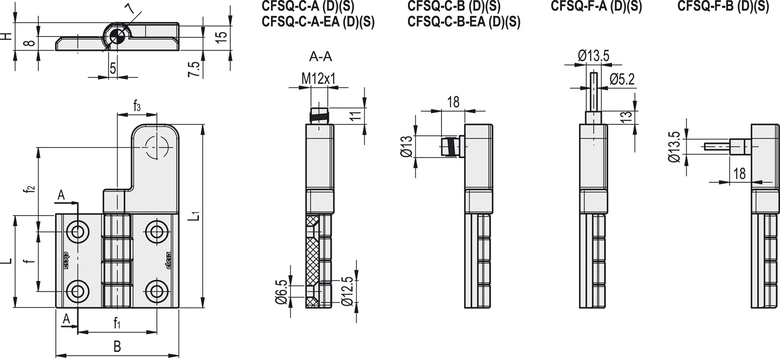 CFSQ-C-A (D)(S)
CFSQ-C-A-EA (D)(S)
CFSQ-C-B (D)(S)
CFSQ-C-B-EA (D)(S)
CFSQ-F-A (D)(S)
CFSQ-F-B (D)(S)
H
8
7
15
5
7.5
A-A
M12x1
11
18
Ø13
Ø13.5
Ø5.2
13
Ø13.5
18
f3
f2
A
L1
L
f
A
f1
B
Ø6.5
Ø12.5